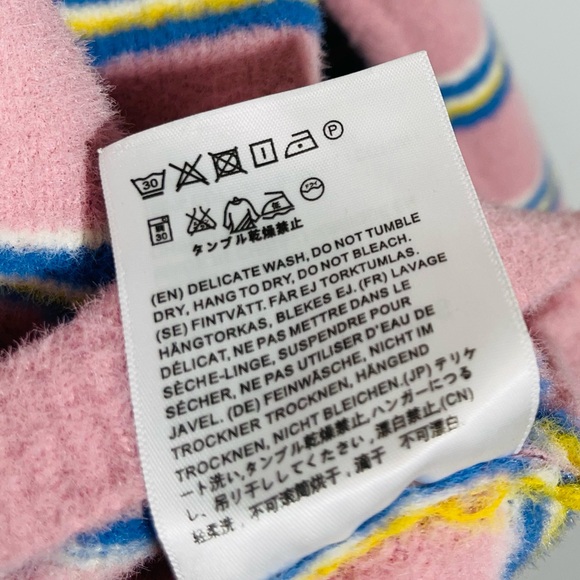 30 P
30
タンブル乾燥禁止
(EN) DELICATE WASH, DO NOT TUMBLE
DRY, HANG TO DRY, DO NOT BLEACH.
(SE) FINTVÄTT. FÅR EJ TORKTUMLAS.
HÄNGTORKAS, BLEKES EJ. (FR) LAVAGE
DÉLICAT, NE PAS METTRE DANS LE
SÈCHE-LINGE, SUSPENDRE POUR
SÉCHER, NE PAS UTILISER D'EAU DE
JAVEL. (DE) FEINWÄSCHE, NICHT IM
TROCKNER TROCKNEN, HÄNGEND
TROCKNEN, NICHT BLEICHEN.(JP) デリケ
ート洗い,タンブル乾燥禁止,ハンガーにつる
し、吊り干ししてください, 漂白禁止.(CN)
轻柔洗，不可滚筒烘干，滴干 不可漂白